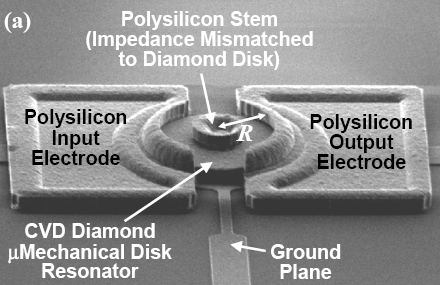 (a)
Polysilicon Stem
(Impedance Mismatched
to Diamond Disk)
Polysilicon
Input
Electrode
R
Polysilicon
Output
Electrode
CVD Diamond
μMechanical Disk
Resonator
Ground
Plane